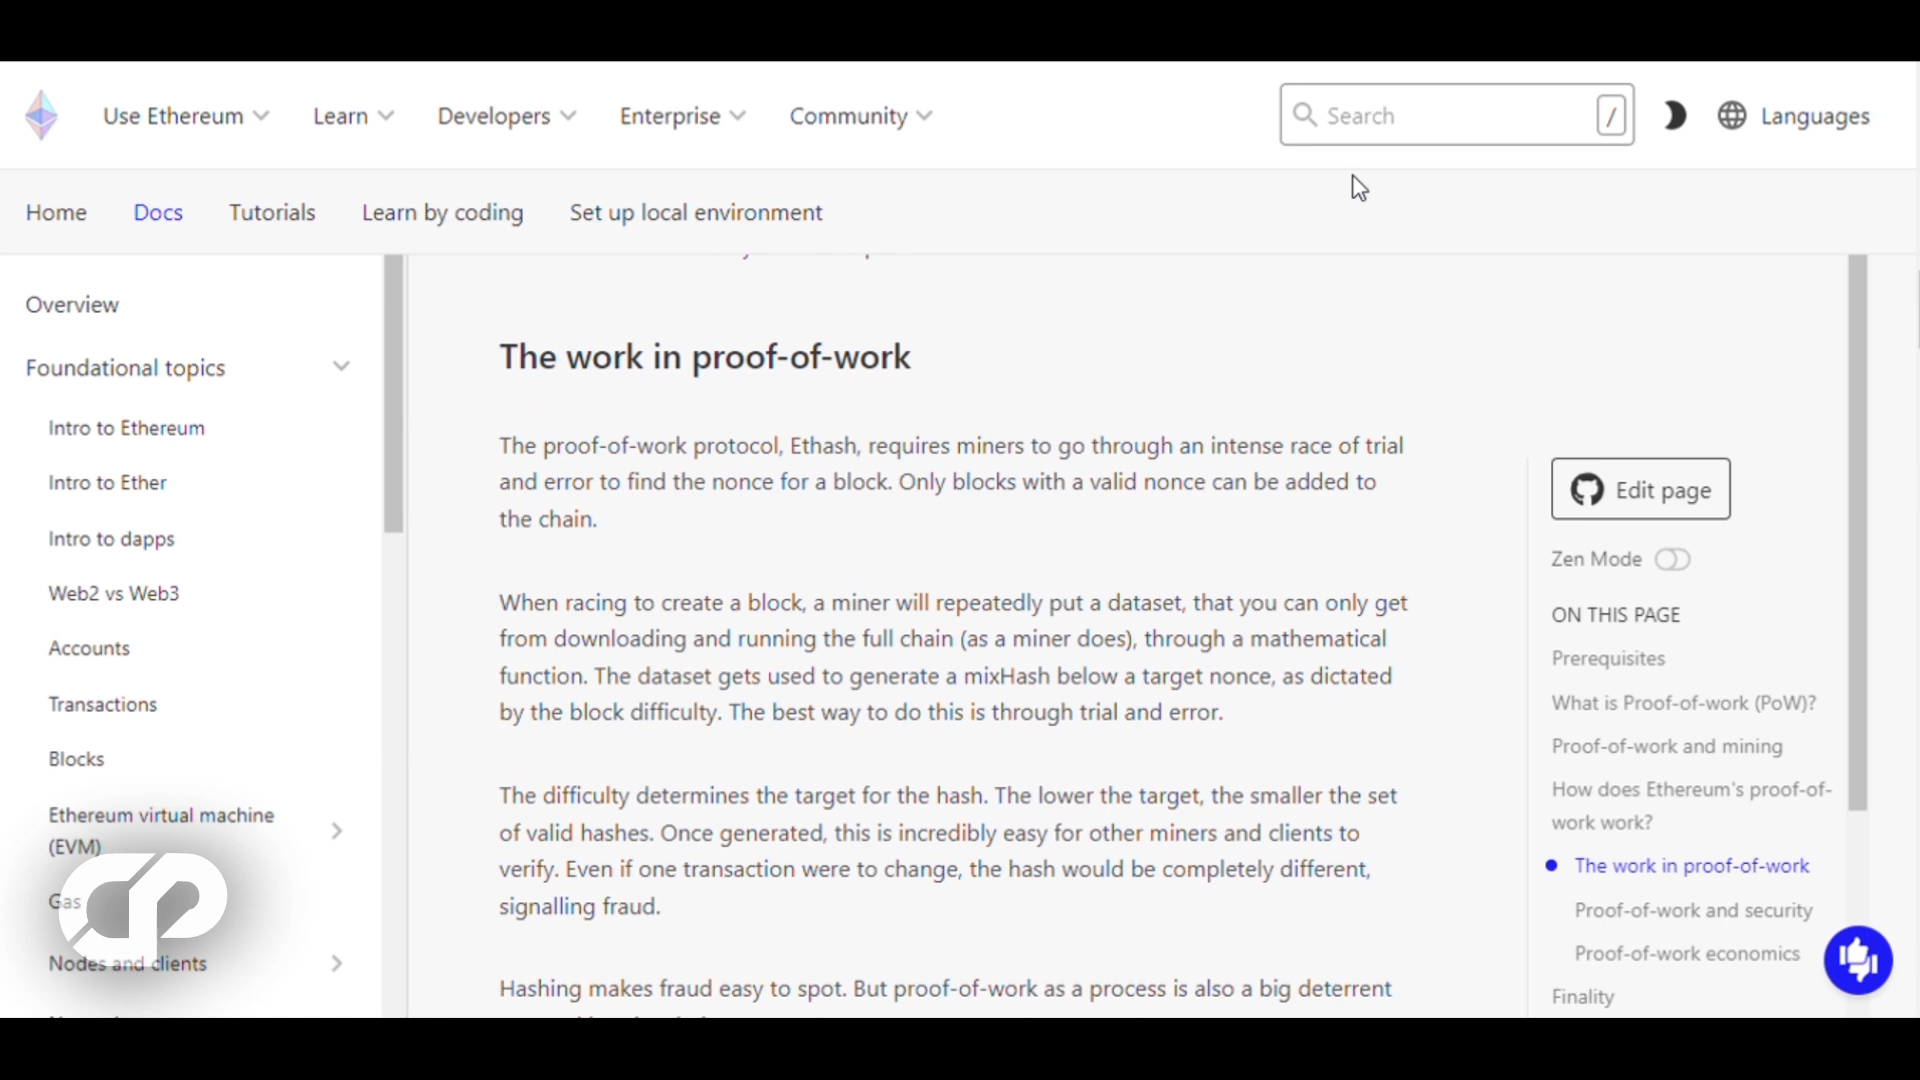 Use Ethereum Learn Developers Enterprise Community Search / Languages
Home Docs Tutorials Learn by coding Set up local environment
Overview
Foundational topics
Intro to Ethereum
Intro to Ether
Intro to dapps
Web2 vs Web3
Accounts
Transactions
Blocks
Ethereum virtual machine
(EVM)
Gas
Nodes and clients
The work in proof-of-work
The proof-of-work protocol, Ethash, requires miners to go through an intense race of trial
and error to find the nonce for a block. Only blocks with a valid nonce can be added to
the chain.
When racing to create a block, a miner will repeatedly put a dataset, that you can only get
from downloading and running the full chain (as a miner does), through a mathematical
function. The dataset gets used to generate a mixHash below a target nonce, as dictated
by the block difficulty. The best way to do this is through trial and error.
The difficulty determines the target for the hash. The lower the target, the smaller the set
of valid hashes. Once generated, this is incredibly easy for other miners and clients to
verify. Even if one transaction were to change, the hash would be completely different,
signalling fraud.
Hashing makes fraud easy to spot. But proof-of-work as a process is also a big deterrent
Edit page
Zen Mode
ON THIS PAGE
Prerequisites
What is Proof-of-work (PoW)?
Proof-of-work and mining
How does Ethereum's proof-of-
work work?
The work in proof-of-work
Proof-of-work and security
Proof-of-work economics
Finality